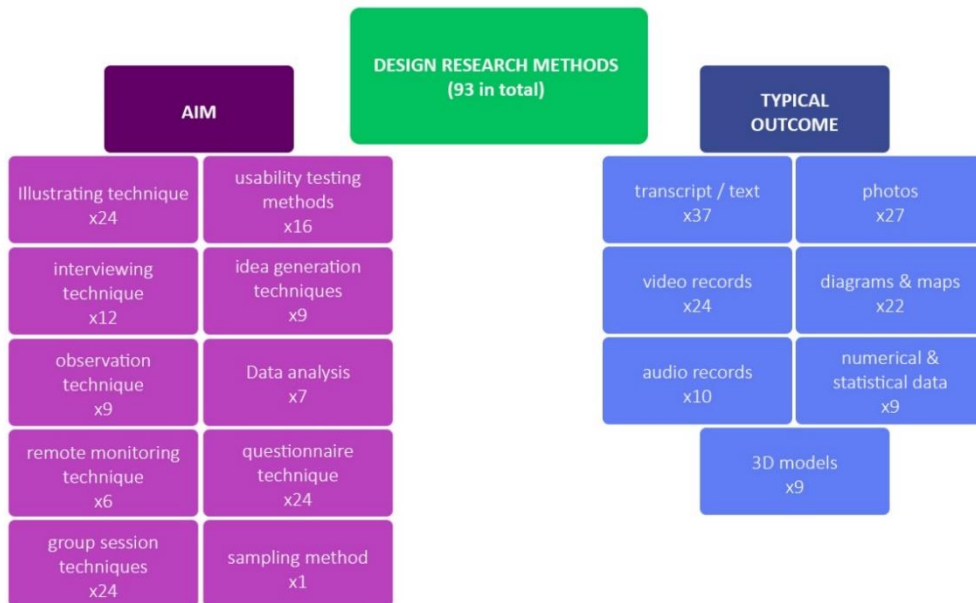 DESIGN RESEARCH METHODS
(93 in total)
AIM
Illustrating technique
x24
usability testing
methods
x16
interviewing
technique
x12
idea generation
techniques
x9
observation
technique
x9
Data analysis
x7
remote monitoring
technique
x6
questionnaire
technique
x24
group session
techniques
x24
sampling method
x1
TYPICAL
OUTCOME
transcript / text
x37
photos
x27
video records
x24
diagrams & maps
x22
audio records
x10
numerical &
statistical data
x9
3D models
x9